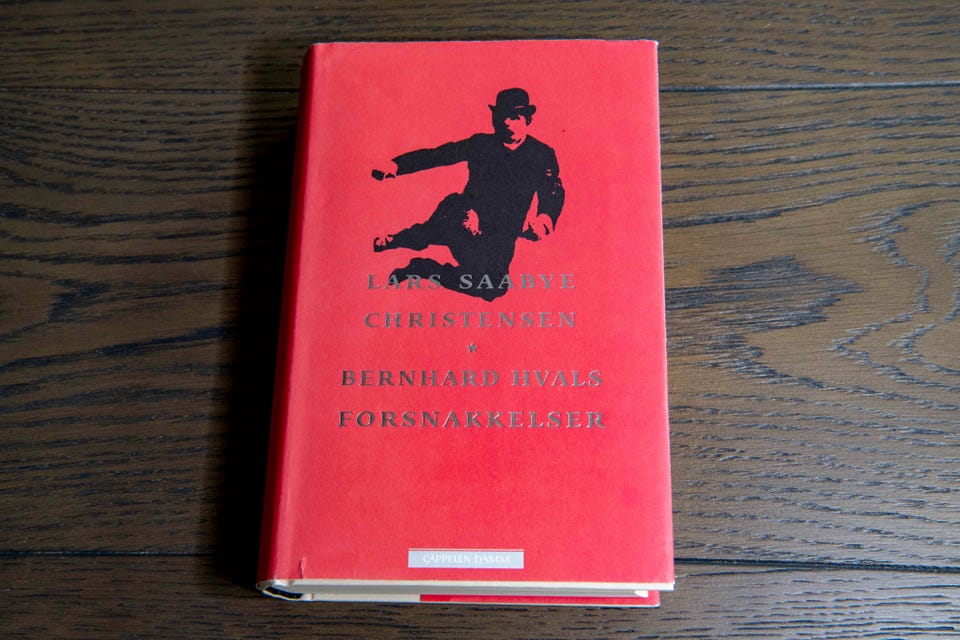 LARS SAABYE
CHRISTENSEN
BERNHARD HVALS
FORSNAKKELSER
CAPPELEN DAMM